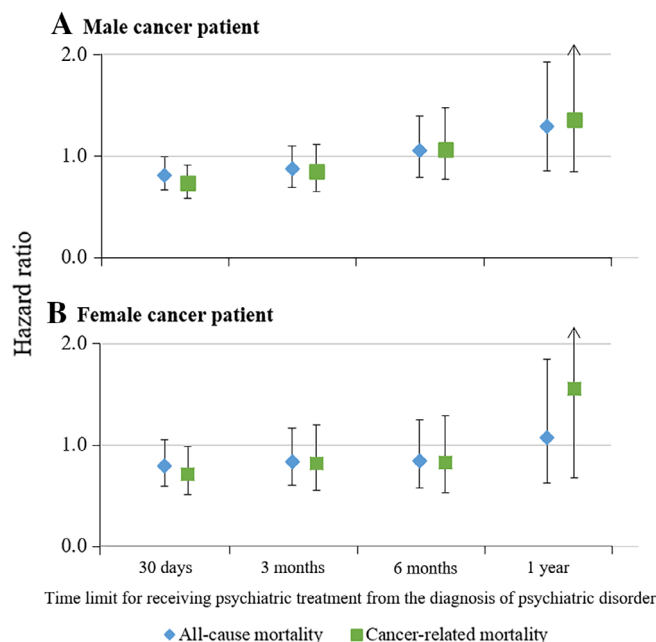 A Male cancer patient
2.0
1.0
0.0
Hazard ratio
B Female cancer patient
2.0
1.0
0.0
30 days 3 months 6 months 1 year
Time limit for receiving psychiatric treatment from the diagnosis of psychiatric disorder
All-cause mortality Cancer-related mortality